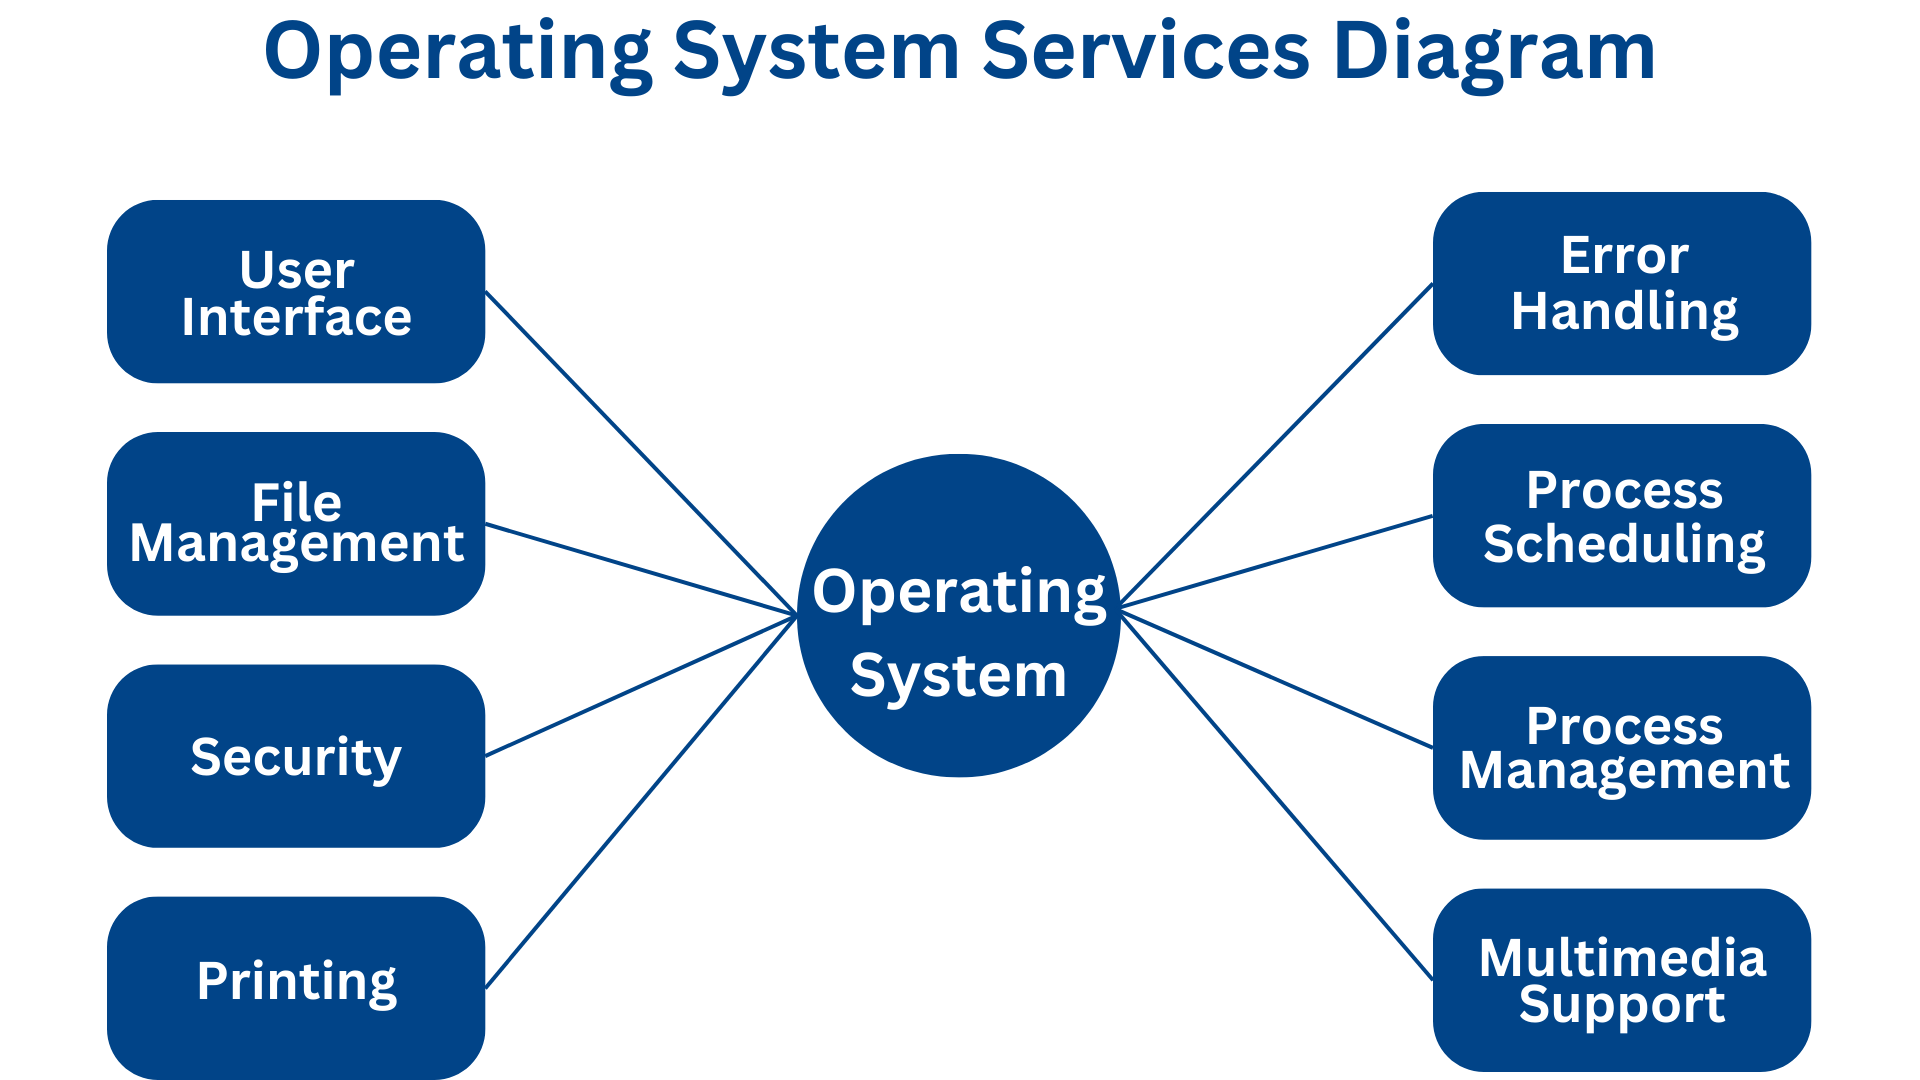 Operating System Services Diagram
User
Interface
File
Management
Security
Printing
Operating
System
Error
Handling
Process
Scheduling
Process
Management
Multimedia
Support